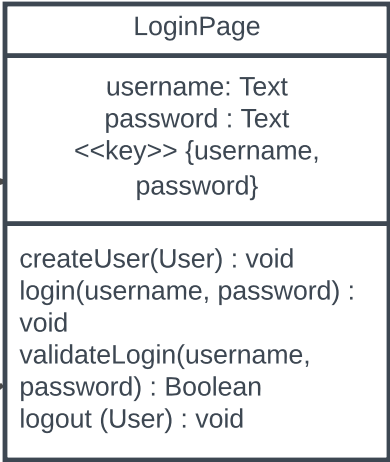 LoginPage
username: Text
password : Text
<<key>> {username,
password}
createUser(User) : void
login(username, password) :
void
validateLogin(username,
password) : Boolean
logout (User) : void